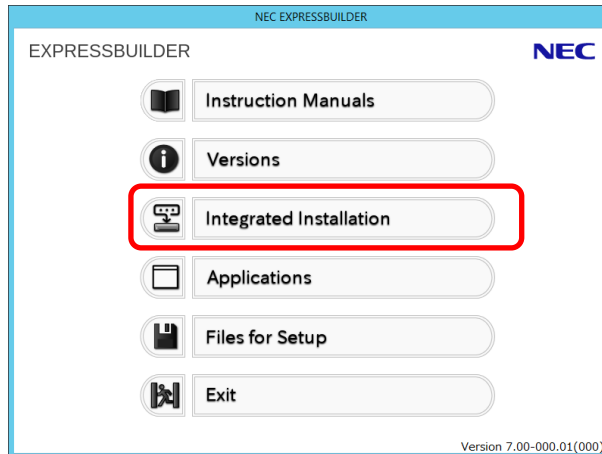 NEC EXPRESSBUILDER
EXPRESSBUILDER
NEC
Instruction Manuals
Versions
Integrated Installation
Applications
Files for Setup
Exit
Version 7.00-000.01(000)